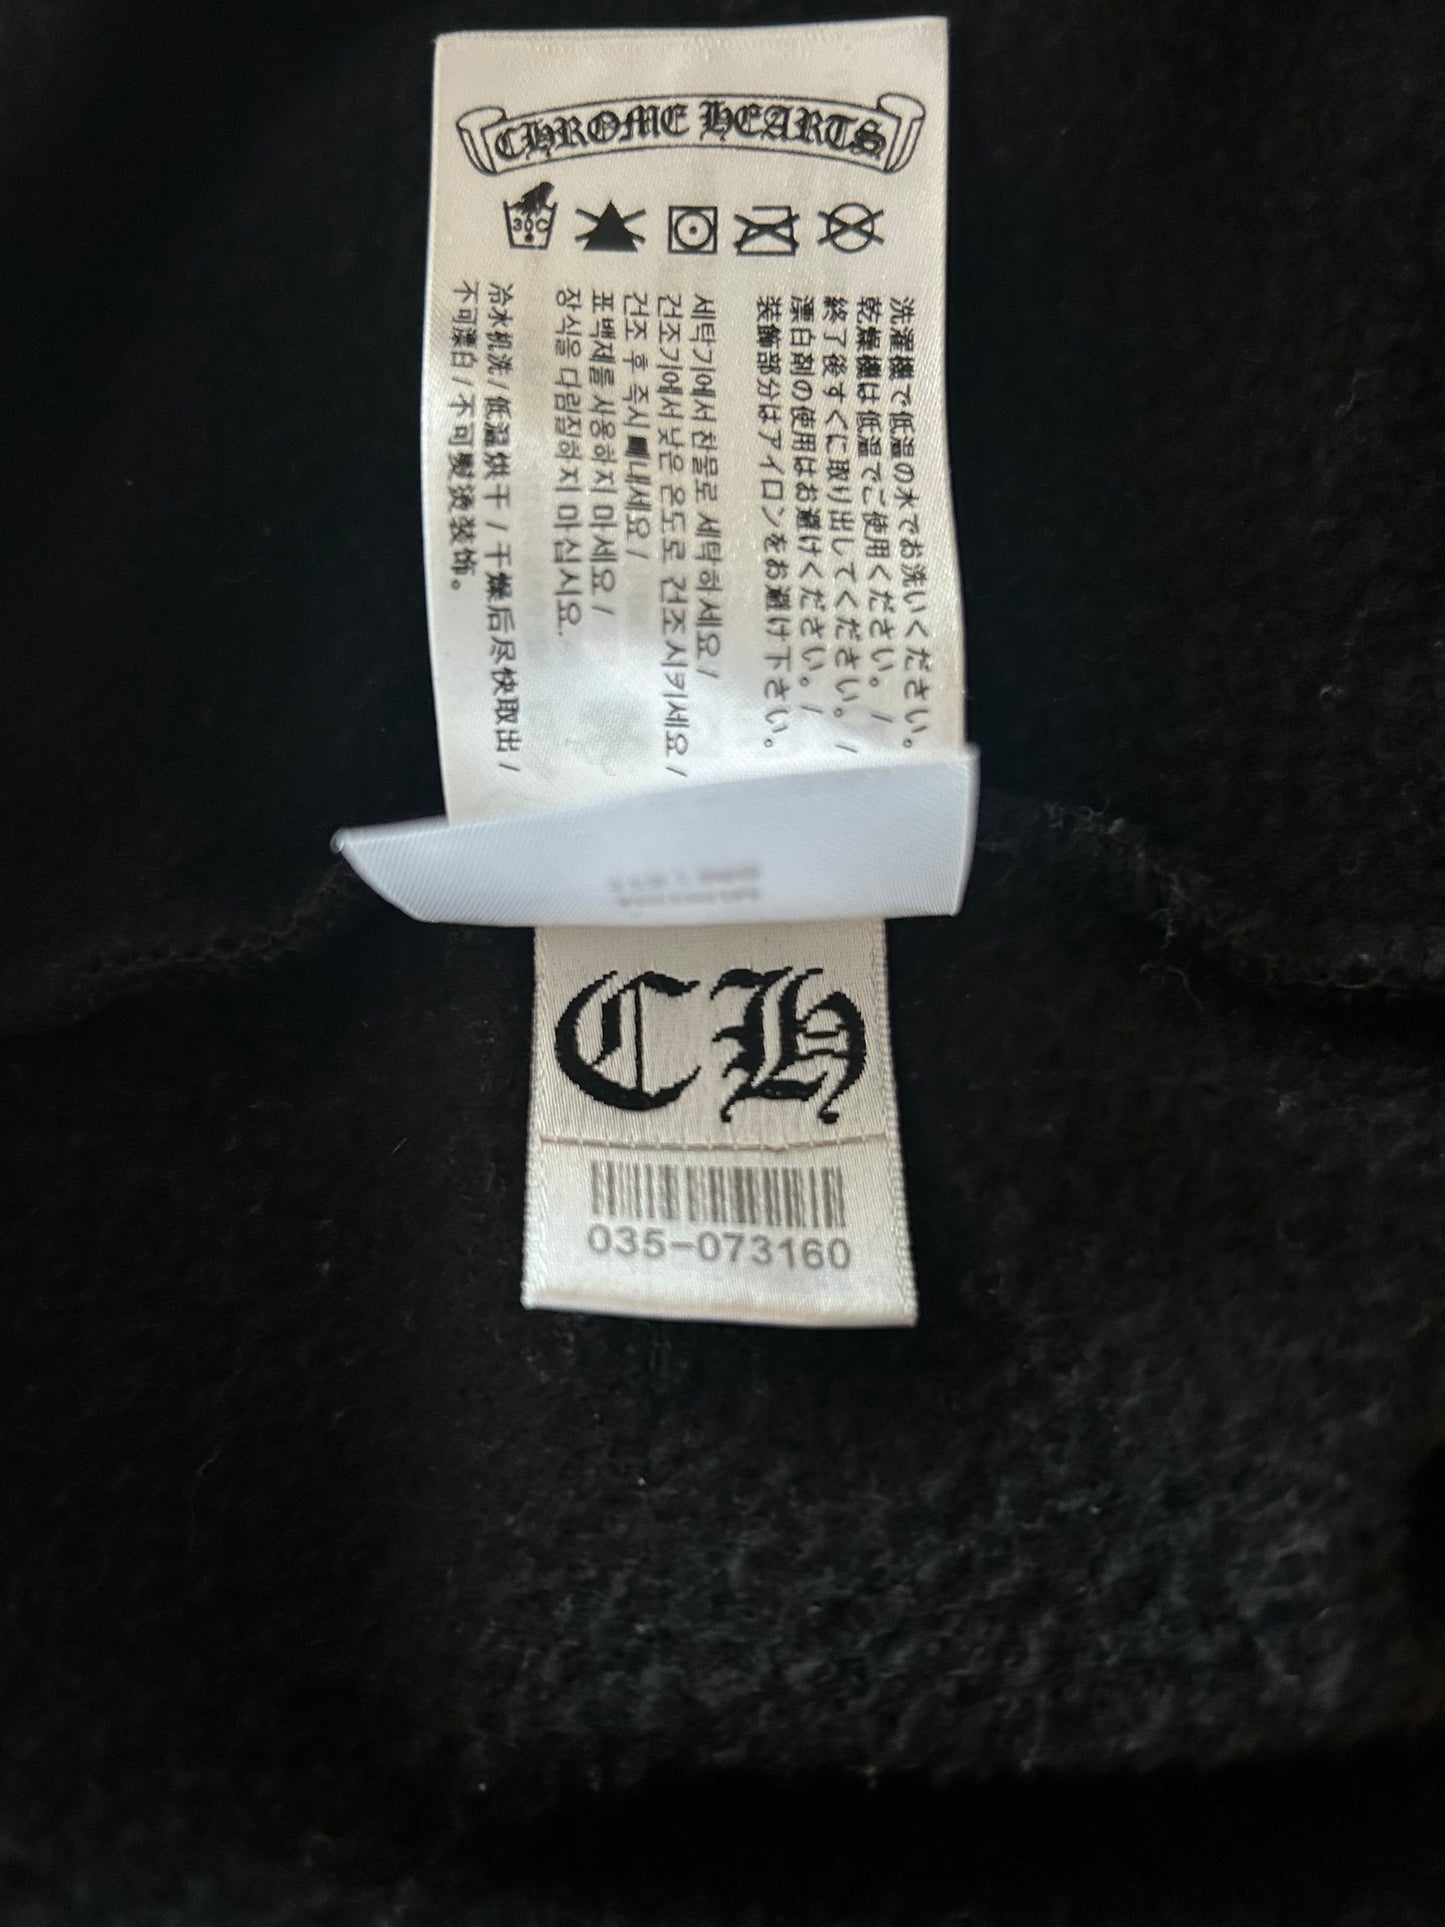 CHROME HEARTS
30C
洗濯機で低温の水でお洗いください。
乾燥機は低温でご使用ください。 /
終了後すぐに取り出してください。 /
漂白剤の使用はお避けください。 /
装飾部分はアイロンをお避け下さい。
세탁기에서 찬물로 세탁하세요 /
건조기에서 낮은 온도로 건조시키세요 /
건조 후 즉시 빼내세요 /
표백제를 사용하지 마세요 /
장식을 다림질하지 마십시요.
冷水机洗 / 低温烘干 / 干燥后尽快取出 /
不可漂白 / 不可熨烫装饰。
CH
035-073160